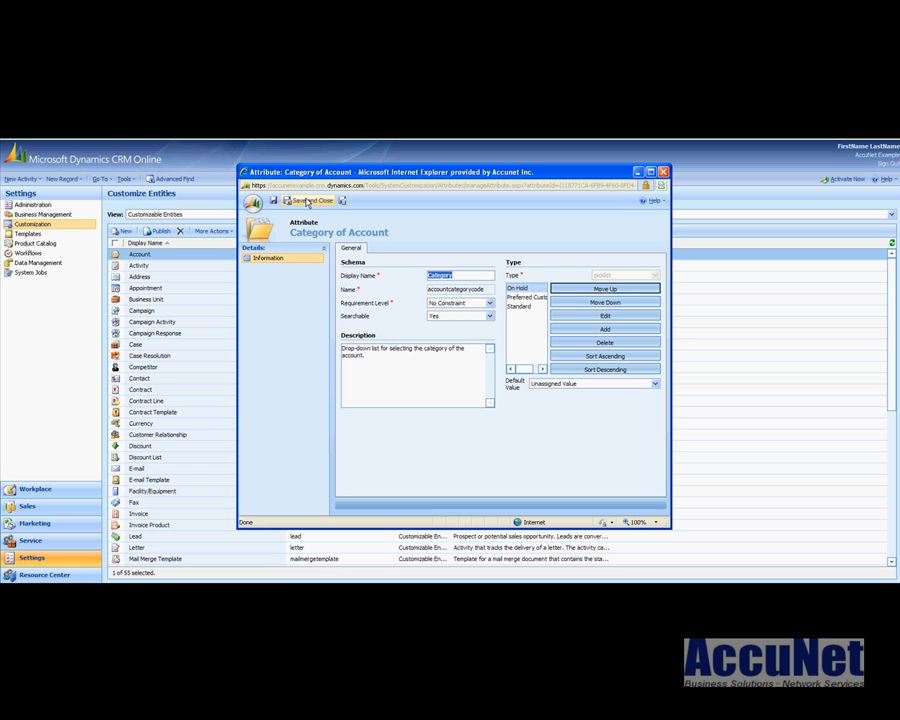 FirstName LastName
Microsoft Dynamics CRM Online
AccuNet Example
Sign Out
New Activity New Record Go To Tools Advanced Find
Activate Now Help
Settings
Customize Entities
Administration
Business Management
View: Customizable Entities
Customization
Templates
New Publish More Actions
Product Catalog
Display Name
Workflows
Data Management
System Jobs
Account
Activity
Address
Appointment
Business Unit
Campaign
Campaign Activity
Campaign Response
Case
Case Resolution
Competitor
Contact
Contract
Contract Line
Contract Template
Currency
Customer Relationship
Discount
Discount List
E-mail
E-mail Template
Facility/Equipment
Fax
Invoice
Invoice Product
Lead lead Customizable En... Prospect or potential sales opportunity. Leads are conver...
Letter letter Customizable En... Activity that tracks the delivery of a letter. The activity ca...
Mail Merge Template mailmergetemplate Customizable En... Template for a mail merge document that contains the sta...
1 of 55 selected.
Workplace
Sales
Marketing
Service
Settings
Resource Center
Attribute: Category of Account - Microsoft Internet Explorer provided by Accunet Inc.
Save and Close
Help
Attribute
Category of Account
Details:
Information
General
Schema
Display Name * Category
Name * accountcategorycode
Requirement Level * No Constraint
Searchable Yes
Description
Drop-down list for selecting the category of the
account.
Type
Type * picklist
On Hold
Preferred Custo
Standard
Move Up
Move Down
Edit
Add
Delete
Sort Ascending
Sort Descending
Default
Value Unassigned Value
Done Internet 100%
AccuNet
Business Solutions - Network Services